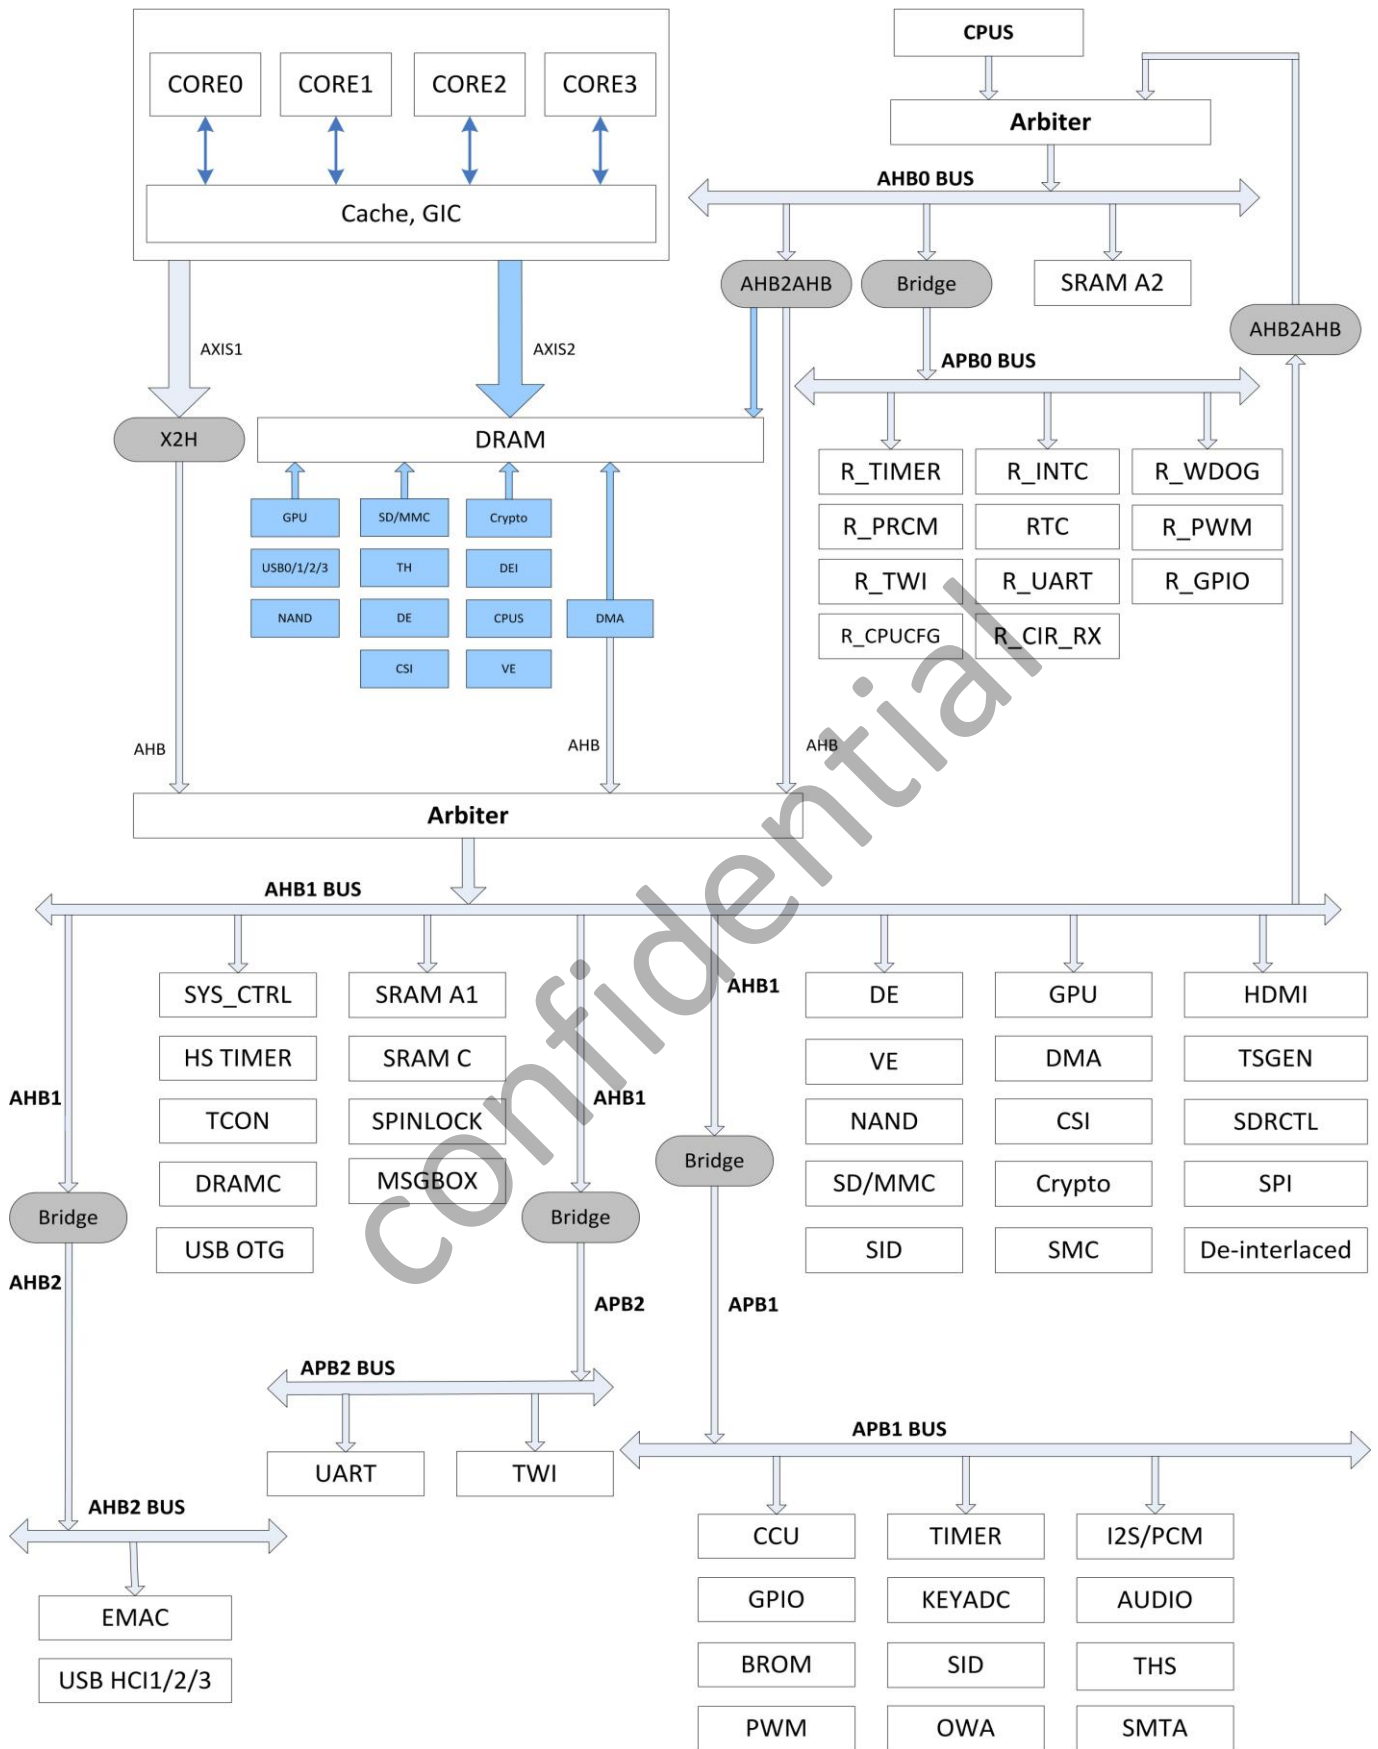 CPUS
CORE0 CORE1 CORE2 CORE3
Arbiter
AHB0 BUS
Cache, GIC
AHB2AHB Bridge SRAM A2
AHB2AHB
AXIS1 AXIS2
APB0 BUS
X2H DRAM
R_TIMER R_INTC R_WDOG
GPU SD/MMC Crypto
R_PRCM RTC R_PWM
USB0/1/2/3 TH DEI
R_TWI R_UART R_GPIO
NAND DE CPUS DMA
R_CPUCFG R_CIR_RX
CSI VE
AHB AHB AHB
Arbiter
AHB1 BUS
confidential
SYS_CTRL SRAM A1 AHB1 DE GPU HDMI
HS TIMER SRAM C VE DMA TSGEN
AHB1 AHB1
TCON SPINLOCK NAND CSI SDRCTL
Bridge
DRAMC MSGBOX SD/MMC Crypto SPI
Bridge Bridge
USB OTG SID SMC De-interlaced
AHB2 APB2 APB1
APB2 BUS
APB1 BUS
UART TWI
AHB2 BUS
CCU TIMER I2S/PCM
EMAC GPIO KEYADC AUDIO
USB HCI1/2/3 BROM SID THS
PWM OWA SMTA